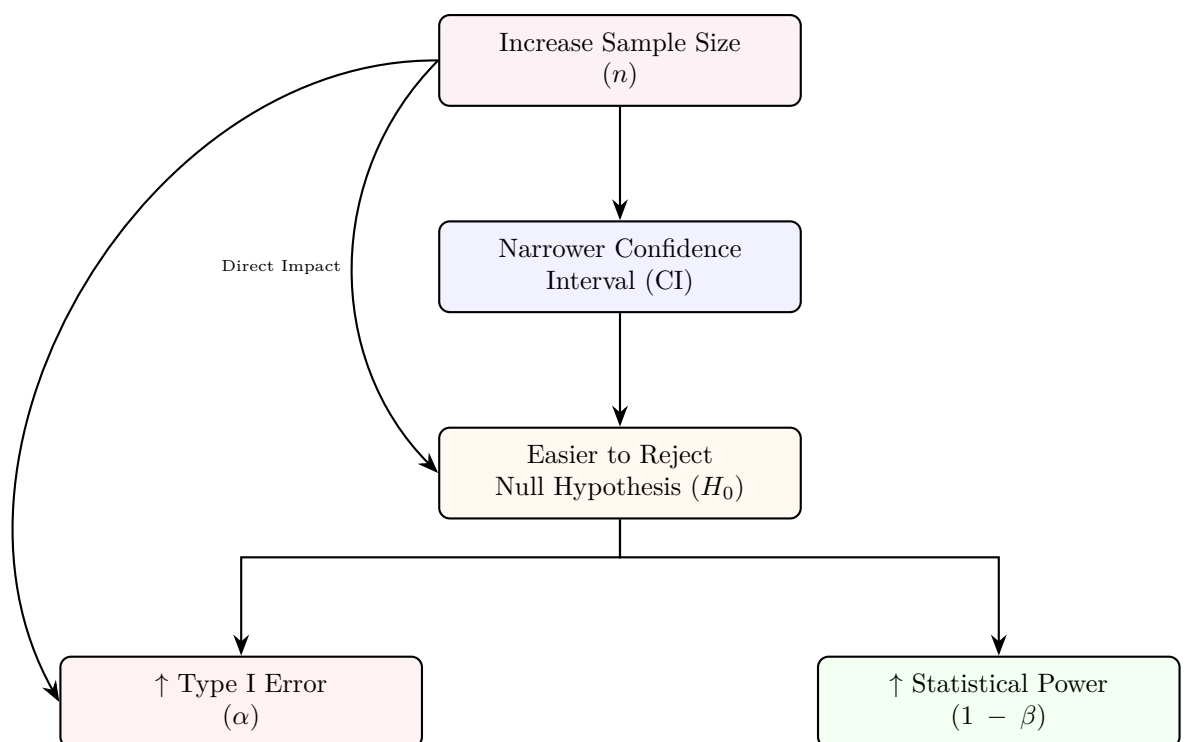 Increase Sample Size
(n)
Narrower Confidence
Interval (CI)
Direct Impact
Easier to Reject
Null Hypothesis (H₀)
↑ Type I Error
(α)
↑ Statistical Power
(1 − β)